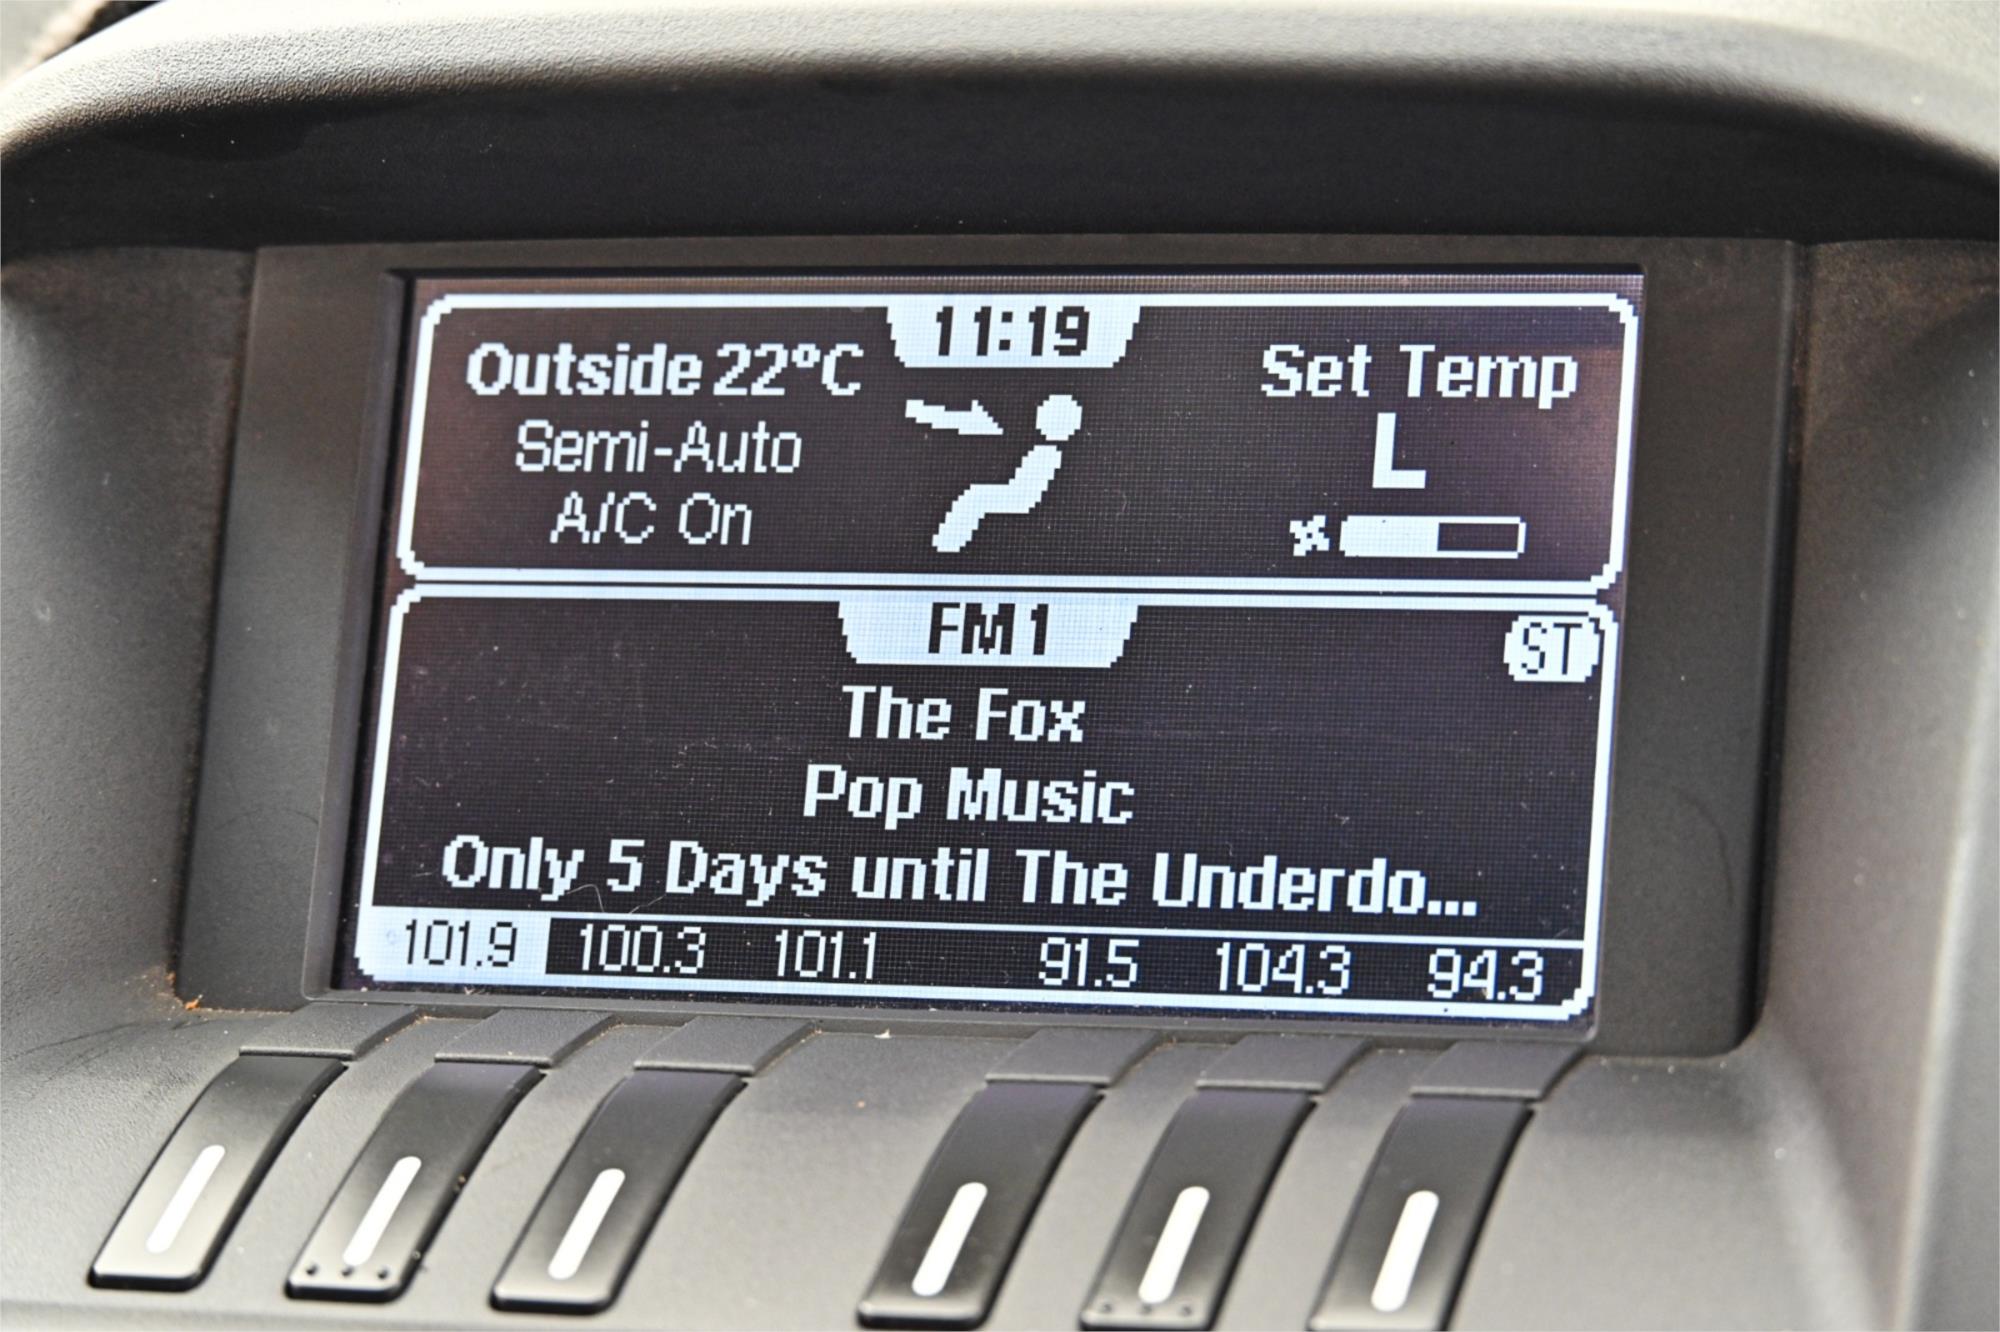 11:19
Outside 22°C
Set Temp
Semi-Auto
L
A/C On
FM1
ST
The Fox
Pop Music
Only 5 Days until The Underdo...
101.9 100.3 101.1 91.5 104.3 94.3